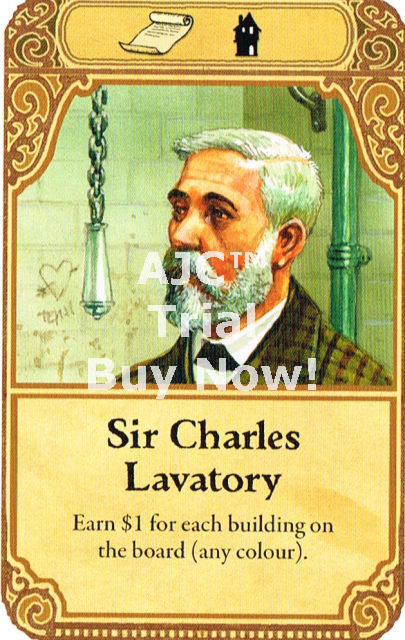 AJC™
Trial
Buy Now!
Sir Charles
Lavatory
Earn $1 for each building on
the board (any colour).